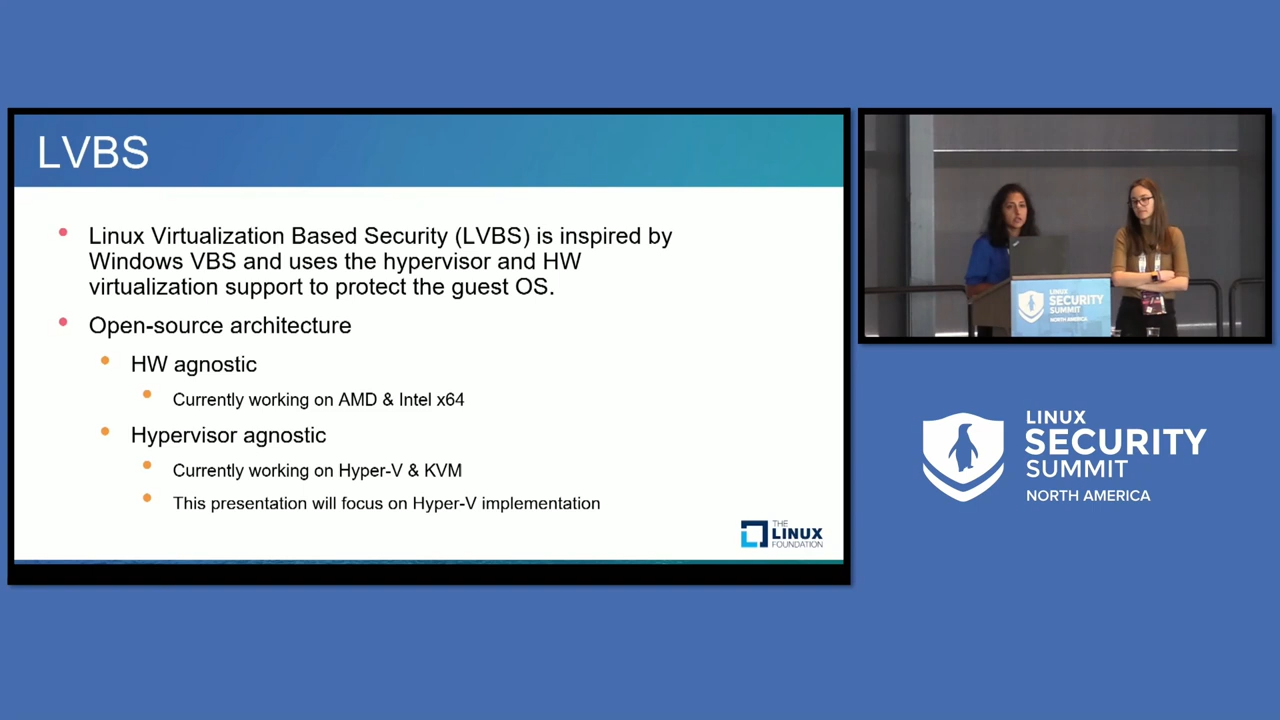 LVBS
Linux Virtualization Based Security (LVBS) is inspired by
Windows VBS and uses the hypervisor and HW
virtualization support to protect the guest OS.
Open-source architecture
HW agnostic
Currently working on AMD & Intel x64
Hypervisor agnostic
Currently working on Hyper-V & KVM
This presentation will focus on Hyper-V implementation
THE
LINUX
FOUNDATION
LINUX
SECURITY
SUMMIT
NORTH AMERICA
LINUX
SECURITY
SUMMIT
NORTH AMERICA